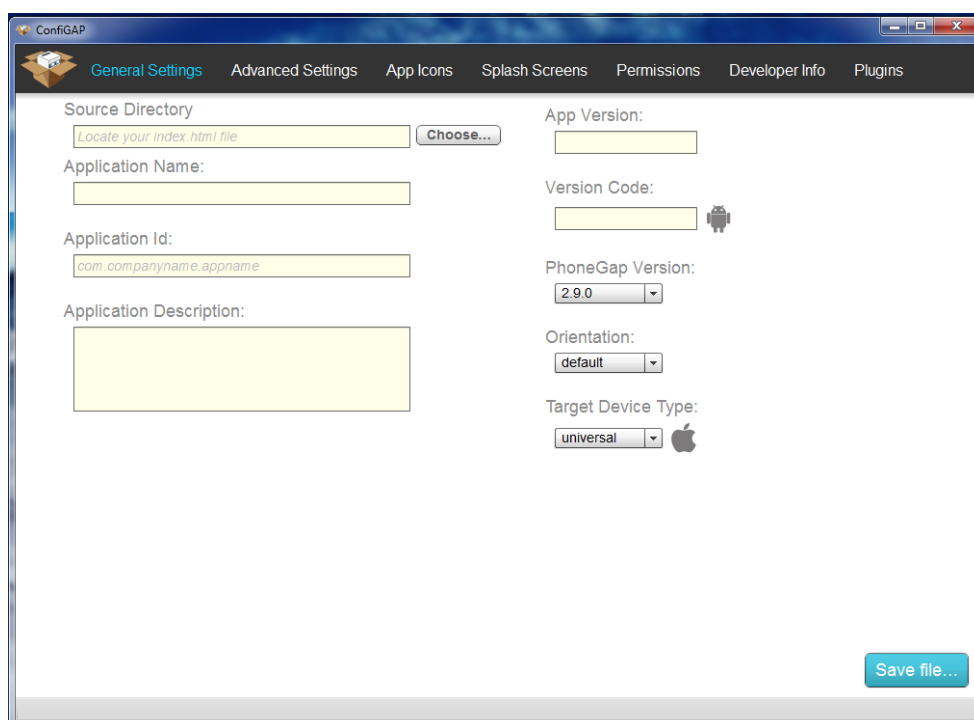 ConfiGAP
General Settings Advanced Settings App Icons Splash Screens Permissions Developer Info Plugins
Source Directory
Locate your index.html file
Choose...
Application Name:
Application Id:
com.companyname.appname
Application Description:
App Version:
Version Code:
PhoneGap Version:
2.9.0
Orientation:
default
Target Device Type:
universal
Save file...